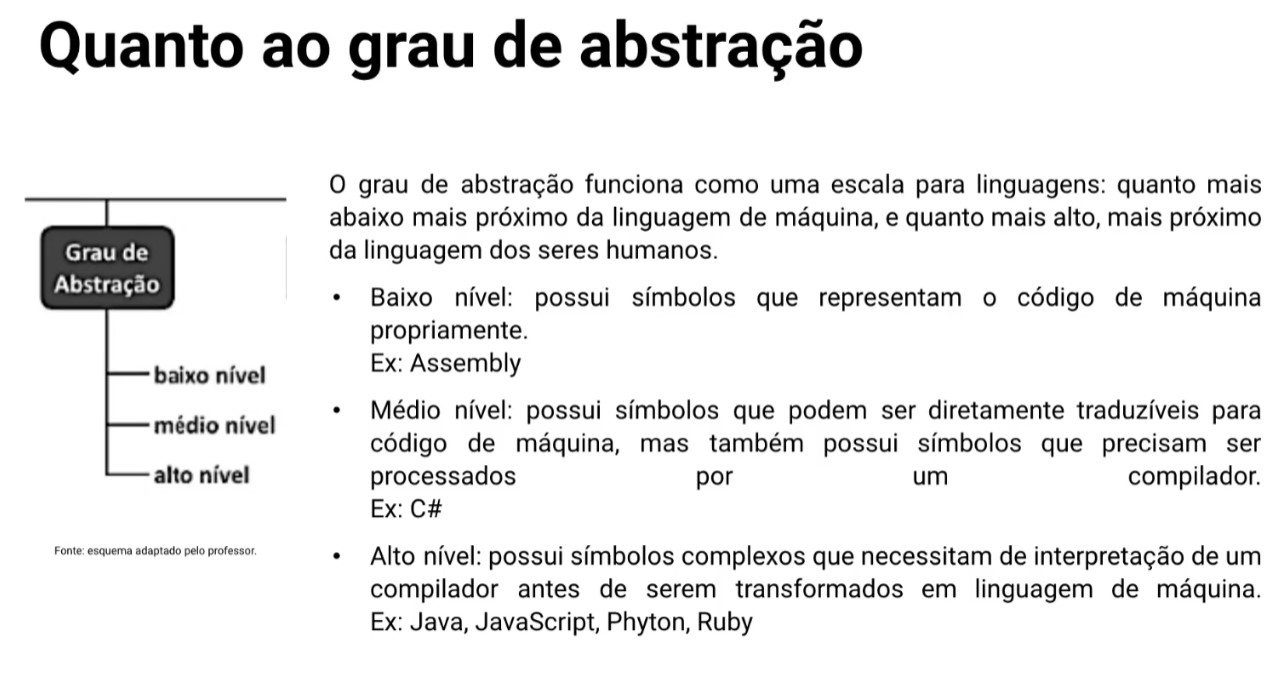 Quanto ao grau de abstração
Grau de
Abstração
baixo nível
médio nível
alto nível
Fonte: esquema adaptado pelo professor.
O grau de abstração funciona como uma escala para linguagens: quanto mais
abaixo mais próximo da linguagem de máquina, e quanto mais alto, mais próximo
da linguagem dos seres humanos.
• Baixo nível: possui símbolos que representam o código de máquina
propriamente.
Ex: Assembly
• Médio nível: possui símbolos que podem ser diretamente traduzíveis para
código de máquina, mas também possui símbolos que precisam ser
processados por um compilador.
Ex: C#
• Alto nível: possui símbolos complexos que necessitam de interpretação de um
compilador antes de serem transformados em linguagem de máquina.
Ex: Java, JavaScript, Phyton, Ruby